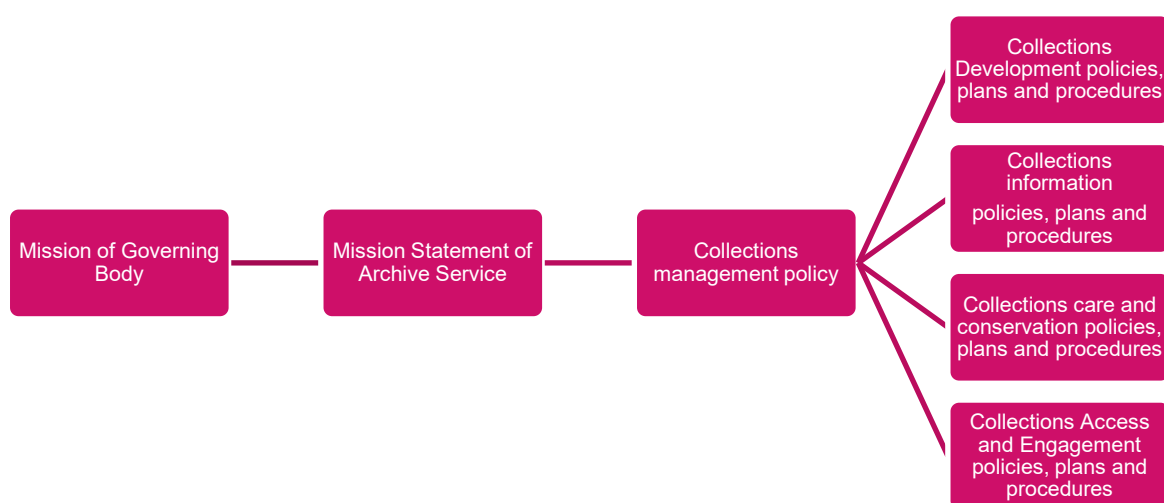 Mission of Governing
Body
Mission Statement of
Archive Service
Collections
management policy
Collections
Development policies,
plans and procedures
Collections
information
policies, plans and
procedures
Collections care and
conservation policies,
plans and procedures
Collections Access
and Engagement
policies, plans and
procedures